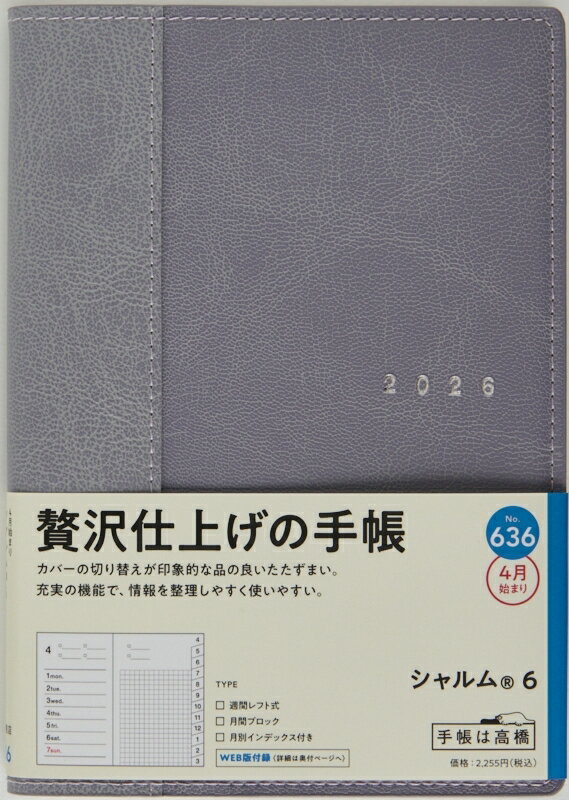 2026
贅沢仕上げの手帳
カバーの切り替えが印象的な品の良いたたずまい。
充実の機能で、情報を整理しやすく使いやすい。
No.
636
4月
始まり
4月始まり
4
1mon.
2tue.
3wed.
4thu.
5fri.
6sat.
7sun.
4
5
6
7
8
9
10
11
12
1
2
3
TYPE
□ 週間レフト式
□ 月間ブロック
□ 月別インデックス付き
WEB版付録（詳細は奥付ページへ）
シャルム® 6
手帳は高橋
価格：2,255円（税込）
6